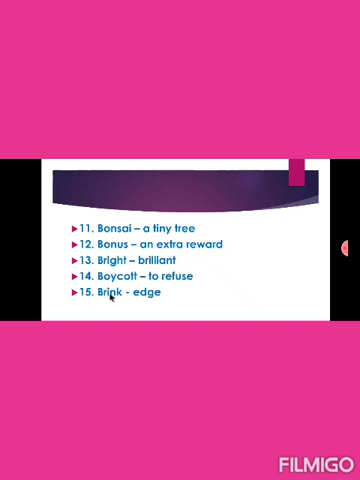 11. Bonsai – a tiny tree
12. Bonus – an extra reward
13. Bright – brilliant
14. Boycott – to refuse
15. Brink - edge
FILMIGO